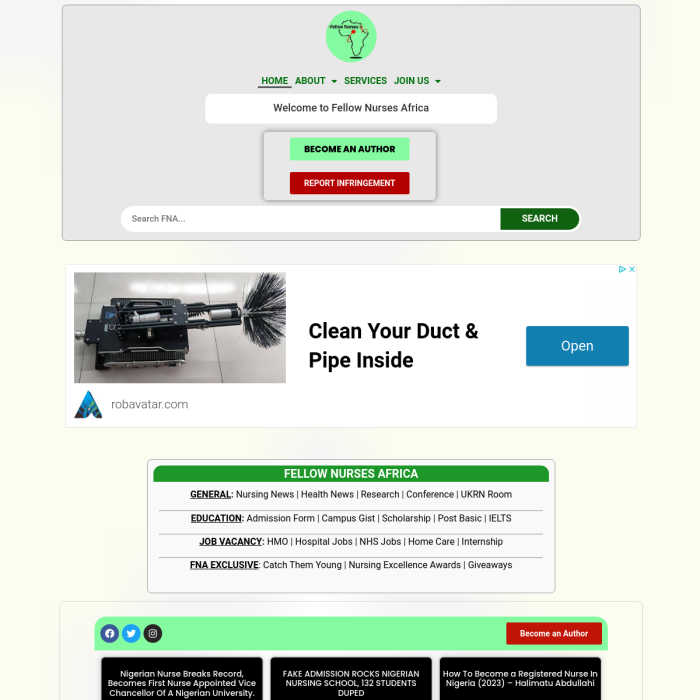 Fellow Nurses
HOME ABOUT SERVICES JOIN US
Welcome to Fellow Nurses Africa
BECOME AN AUTHOR
REPORT INFRINGEMENT
Search FNA...
SEARCH
Clean Your Duct &
Pipe Inside
Open
robavatar.com
FELLOW NURSES AFRICA
GENERAL: Nursing News | Health News | Research | Conference | UKRN Room
EDUCATION: Admission Form | Campus Gist | Scholarship | Post Basic | IELTS
JOB VACANCY: HMO | Hospital Jobs | NHS Jobs | Home Care | Internship
FNA EXCLUSIVE: Catch Them Young | Nursing Excellence Awards | Giveaways
Become an Author
Nigerian Nurse Breaks Record,
Becomes First Nurse Appointed Vice
Chancellor Of A Nigerian University.
FAKE ADMISSION ROCKS NIGERIAN
NURSING SCHOOL, 132 STUDENTS
DUPED
How To Become a Registered Nurse In
Nigeria (2023) – Halimatu Abdullahi